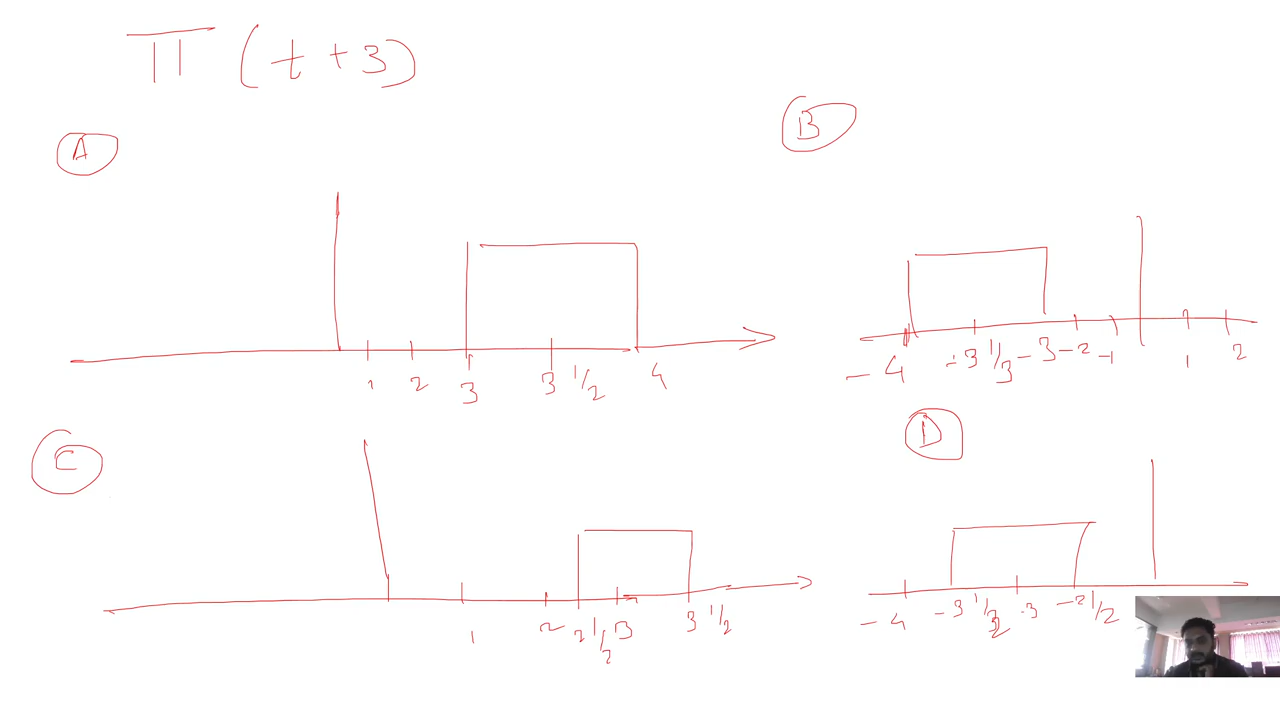 Π (t + 3)
A
B
1 2 3 3 1/2 4
-4 -3 1/3 -3 -2 -1 1 2
C
D
1 2 2 1/2 3 3 1/2
-4 -3 1/2 -3 -2 1/2